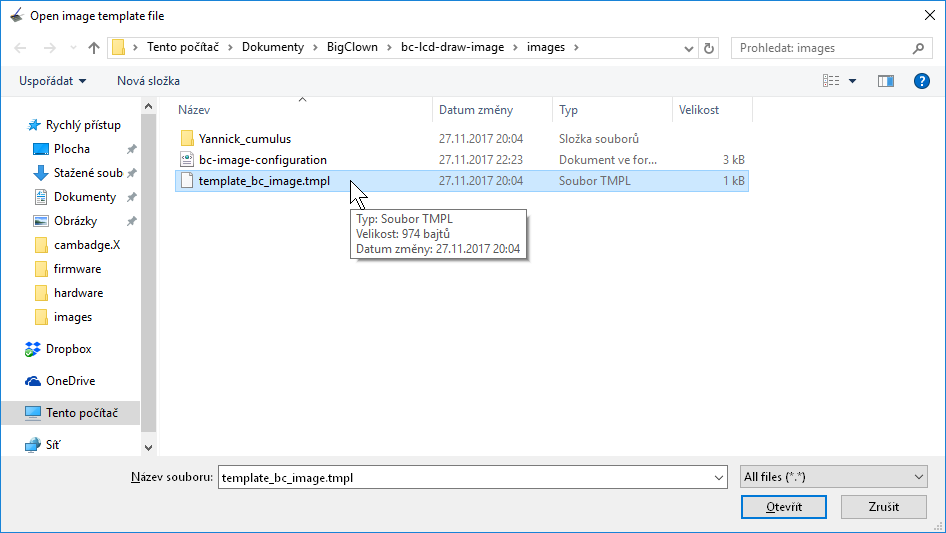 Open image template file
Tento počítač > Dokumenty > BigClown > bc-lcd-draw-image > images >
Prohledat: images
Uspořádat
Nová složka
Název
Datum změny
Typ
Velikost
Rychlý přístup
Plocha
Stažené soub
Dokumenty
Obrázky
cambadge.X
firmware
hardware
images
Dropbox
OneDrive
Tento počítač
Síť
Yannick_cumulus 27.11.2017 20:04 Složka souborů
bc-image-configuration 27.11.2017 22:23 Dokument ve for... 3 kB
template_bc_image.tmpl 27.11.2017 20:04 Soubor TMPL 1 kB
Typ: Soubor TMPL
Velikost: 974 bajtů
Datum změny: 27.11.2017 20:04
Název souboru: template_bc_image.tmpl
All files (*.*)
Otevřít
Zrušit